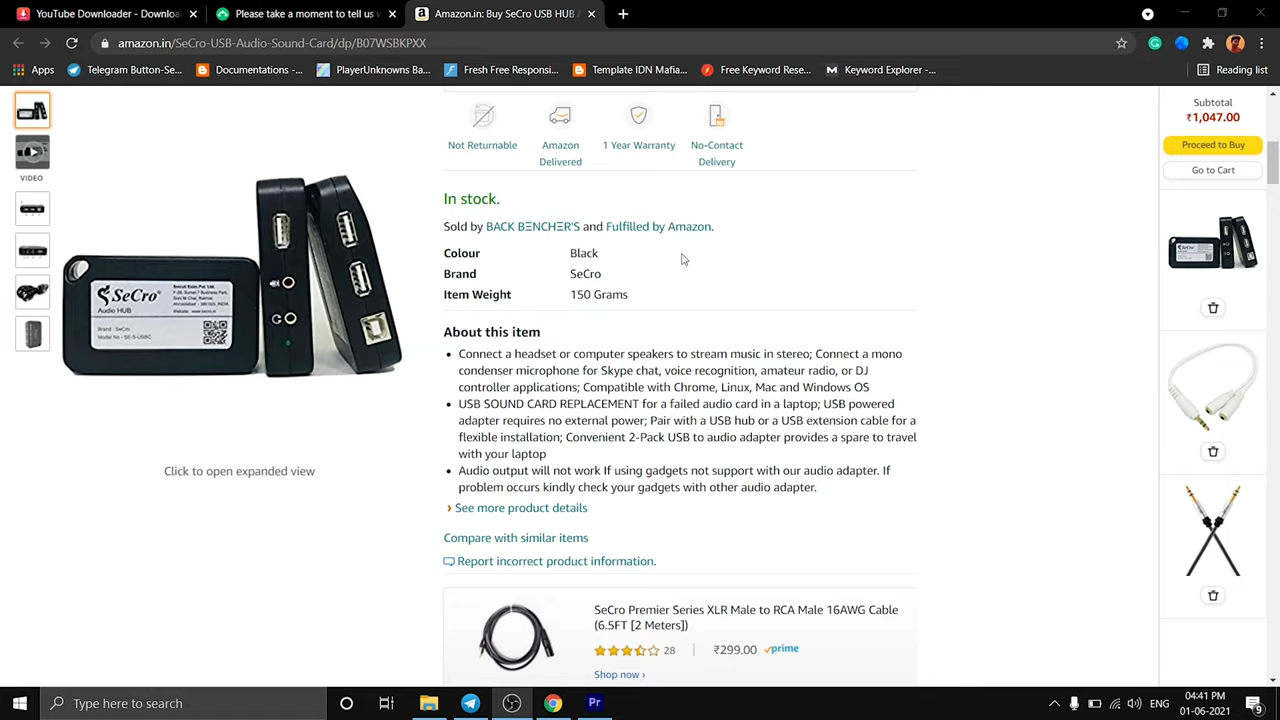 YouTube Downloader - Download
Please take a moment to tell us w
Amazon.in: Buy SeCro USB HUB A
amazon.in/SeCro-USB-Audio-Sound-Card/dp/B07WSBKPXX
Apps
Telegram Button-Se...
Documentations -...
PlayerUnknowns Ba...
Fresh Free Responsi...
Template IDN Mafia...
Free Keyword Rese...
Keyword Explorer -...
Reading list
Not Returnable
Amazon
Delivered
1 Year Warranty
No-Contact
Delivery
In stock.
Sold by BACK BΞNCHΞR'S and Fulfilled by Amazon.
Colour Black
Brand SeCro
Item Weight 150 Grams
About this item
• Connect a headset or computer speakers to stream music in stereo; Connect a mono
condenser microphone for Skype chat, voice recognition, amateur radio, or DJ
controller applications; Compatible with Chrome, Linux, Mac and Windows OS
• USB SOUND CARD REPLACEMENT for a failed audio card in a laptop; USB powered
adapter requires no external power; Pair with a USB hub or a USB extension cable for a
flexible installation; Convenient 2-Pack USB to audio adapter provides a spare to travel
with your laptop
• Audio output will not work If using gadgets not support with our audio adapter. If
problem occurs kindly check your gadgets with other audio adapter.
› See more product details
Compare with similar items
Report incorrect product information.
SeCro Premier Series XLR Male to RCA Male 16AWG Cable
(6.5FT [2 Meters])
28 | ₹299.00 prime
Shop now ›
VIDEO
SeCro
Audio HUB
Brand : SeCro
Click to open expanded view
Subtotal
₹1,047.00
Proceed to Buy
Go to Cart
Type here to search
Pr
ENG
04:41 PM
01-06-2021
9